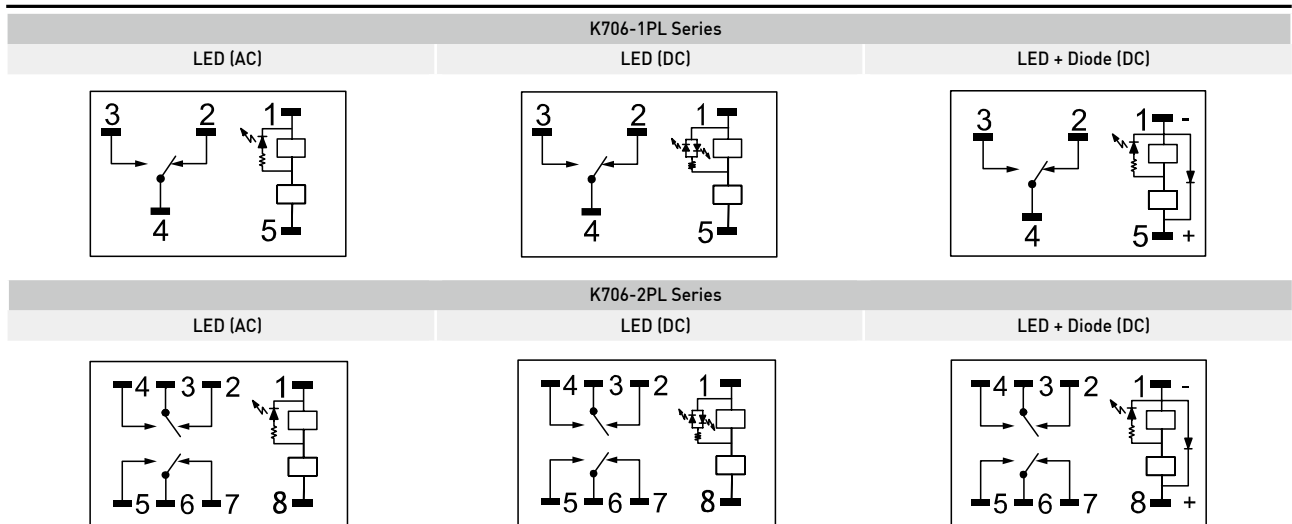 K706-1PL Series
LED (AC) LED (DC) LED + Diode (DC)
3 2 1 3 2 1 3 2 1 -
4 5 4 5 4 5 +
K706-2PL Series
LED (AC) LED (DC) LED + Diode (DC)
4 3 2 1 4 3 2 1 4 3 2 1 -
5 6 7 8 5 6 7 8 5 6 7 8 +